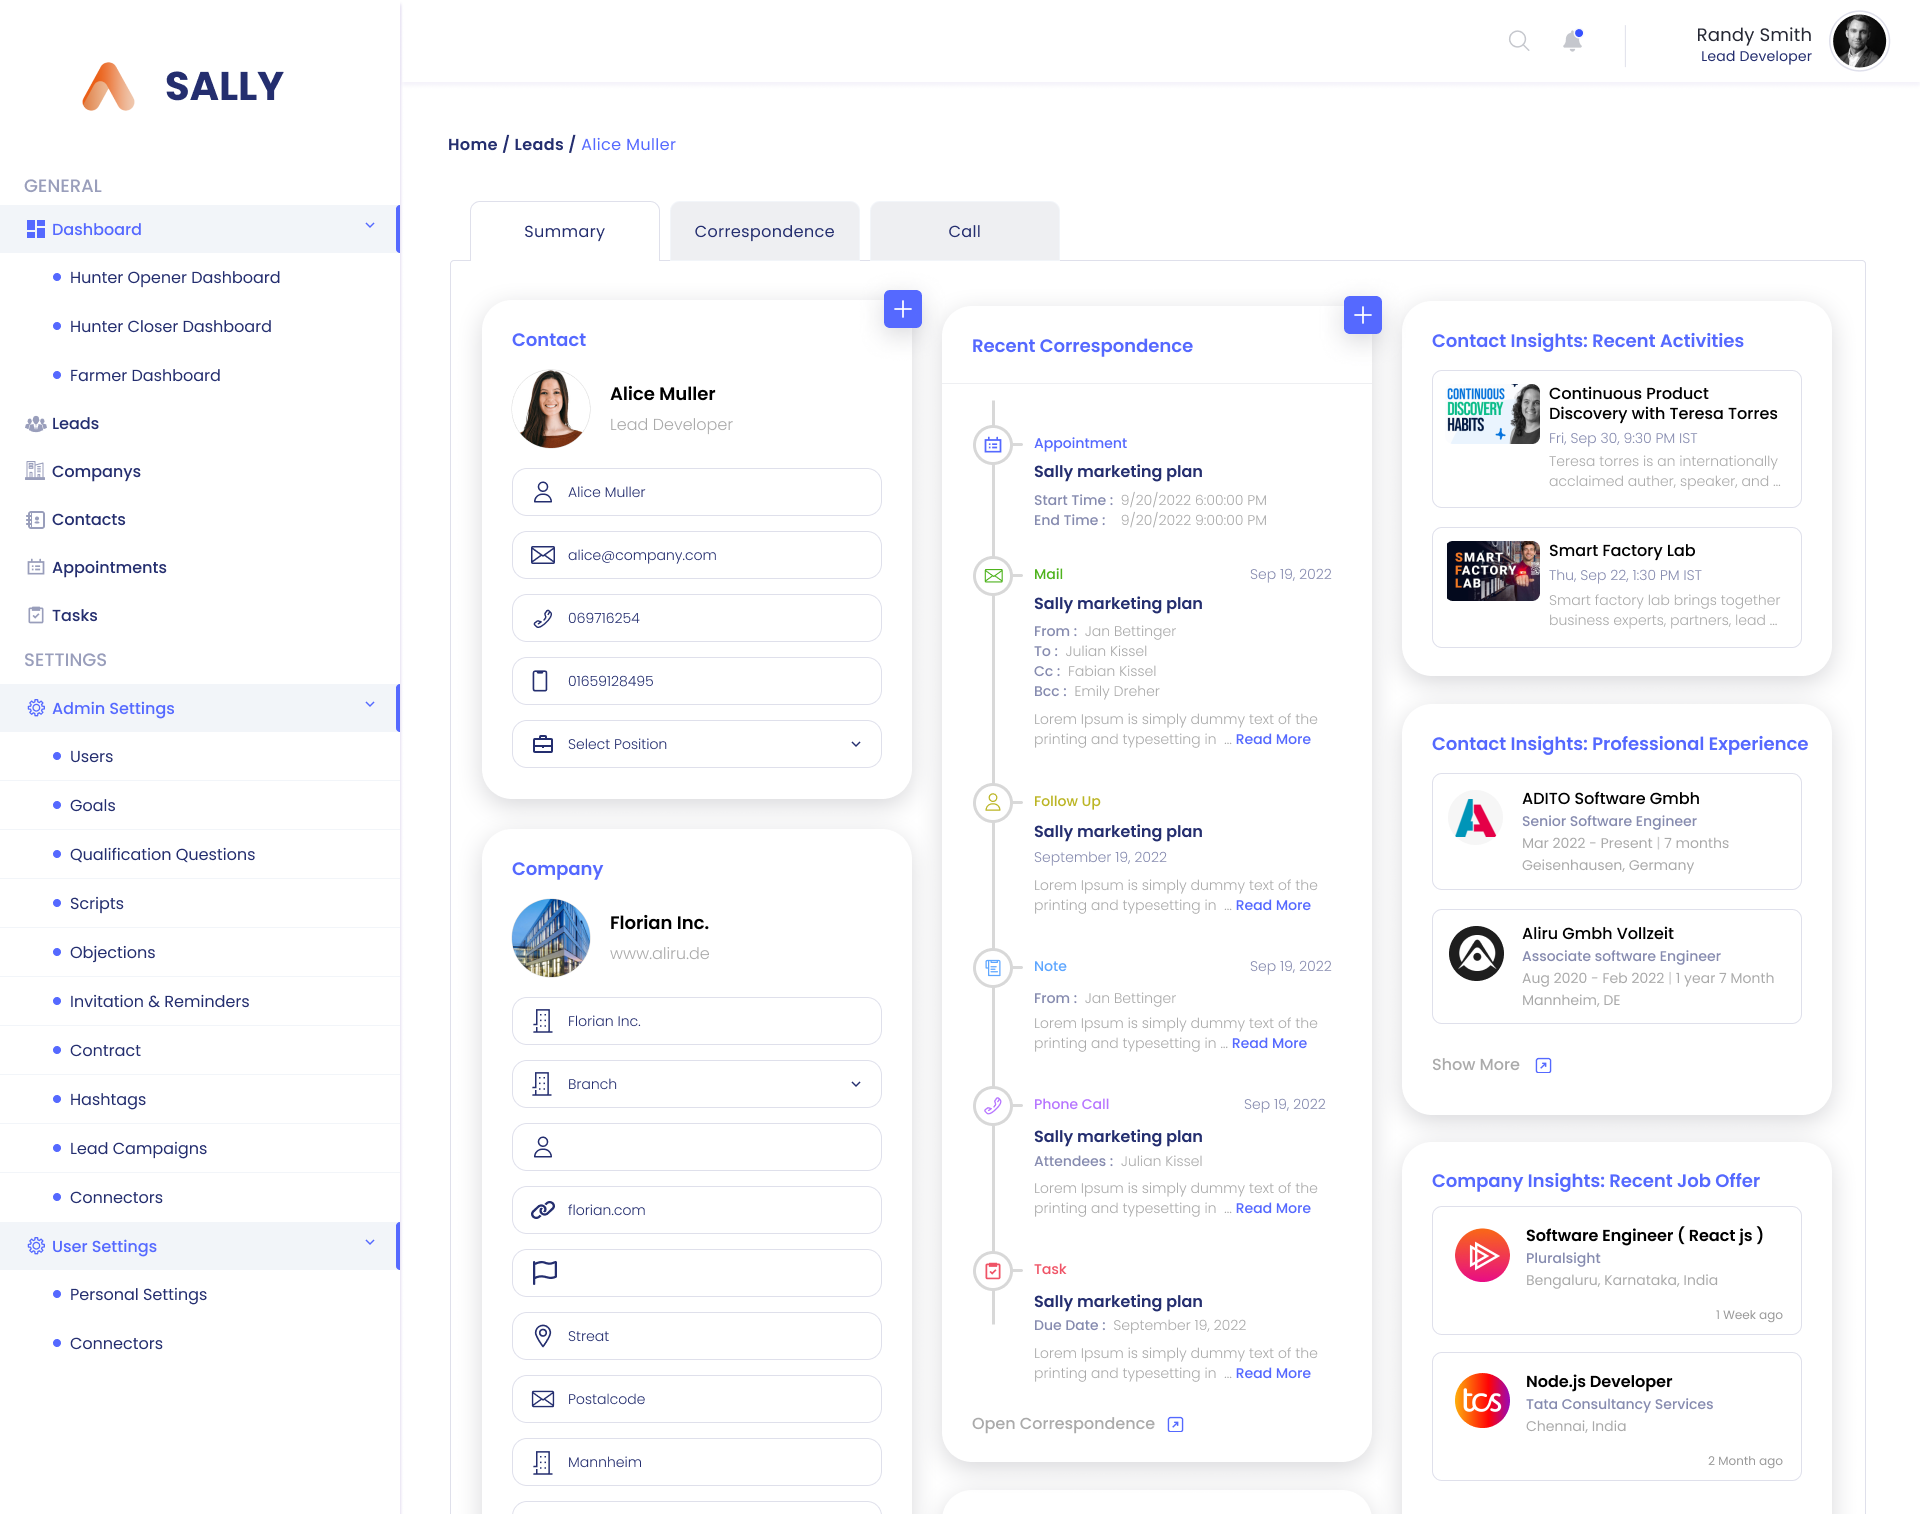 SALLY
GENERAL
Dashboard
Hunter Opener Dashboard
Hunter Closer Dashboard
Farmer Dashboard
Leads
Companys
Contacts
Appointments
Tasks
SETTINGS
Admin Settings
Users
Goals
Qualification Questions
Scripts
Objections
Invitation & Reminders
Contract
Hashtags
Lead Campaigns
Connectors
User Settings
Personal Settings
Connectors
Randy Smith
Lead Developer
Home / Leads / Alice Muller
Summary
Correspondence
Call
Contact
Alice Muller
Lead Developer
Alice Muller
alice@company.com
069716254
01659128495
Select Position
Company
Florian Inc.
www.aliru.de
Florian Inc.
Branch
florian.com
Streat
Postalcode
Mannheim
Recent Correspondence
Appointment
Sally marketing plan
Start Time : 9/20/2022 6:00:00 PM
End Time : 9/20/2022 9:00:00 PM
Mail Sep 19, 2022
Sally marketing plan
From : Jan Bettinger
To : Julian Kissel
Cc : Fabian Kissel
Bcc : Emily Dreher
Lorem Ipsum is simply dummy text of the
printing and typesetting in ... Read More
Follow Up
Sally marketing plan
September 19, 2022
Lorem Ipsum is simply dummy text of the
printing and typesetting in ... Read More
Note Sep 19, 2022
From : Jan Bettinger
Lorem Ipsum is simply dummy text of the
printing and typesetting in ... Read More
Phone Call Sep 19, 2022
Sally marketing plan
Attendees : Julian Kissel
Lorem Ipsum is simply dummy text of the
printing and typesetting in ... Read More
Task
Sally marketing plan
Due Date : September 19, 2022
Lorem Ipsum is simply dummy text of the
printing and typesetting in ... Read More
Open Correspondence
Contact Insights: Recent Activities
CONTINUOUS
DISCOVERY
HABITS
Continuous Product
Discovery with Teresa Torres
Fri, Sep 30, 9:30 PM IST
Teresa torres is an internationally
acclaimed auther, speaker, and ...
SMART
FACTORY
LAB
Smart Factory Lab
Thu, Sep 22, 1:30 PM IST
Smart factory lab brings together
business experts, partners, lead ...
Contact Insights: Professional Experience
ADITO Software Gmbh
Senior Software Engineer
Mar 2022 - Present | 7 months
Geisenhausen, Germany
Aliru Gmbh Vollzeit
Associate software Engineer
Aug 2020 - Feb 2022 | 1 year 7 Month
Mannheim, DE
Show More
Company Insights: Recent Job Offer
Software Engineer ( React js )
Pluralsight
Bengaluru, Karnataka, India
1 Week ago
tcs
Node.js Developer
Tata Consultancy Services
Chennai, India
2 Month ago